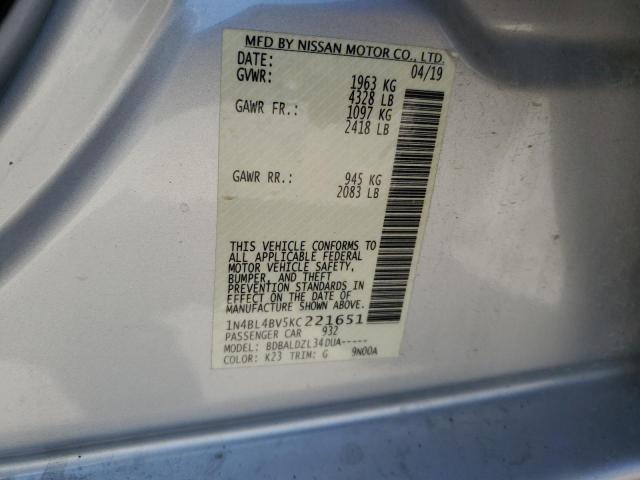 MFD BY NISSAN MOTOR CO., LTD.
DATE: 04/19
GVWR: 1963 KG
4328 LB
GAWR FR.: 1097 KG
2418 LB
GAWR RR.: 945 KG
2083 LB
THIS VEHICLE CONFORMS TO
ALL APPLICABLE FEDERAL
MOTOR VEHICLE SAFETY,
BUMPER, AND THEFT
PREVENTION STANDARDS IN
EFFECT ON THE DATE OF
MANUFACTURE SHOWN ABOVE.
1N4BL4BV5KC221651
PASSENGER CAR 932
MODEL: BDBALDZL34DUA-----
COLOR: K23 TRIM: G 9N00A